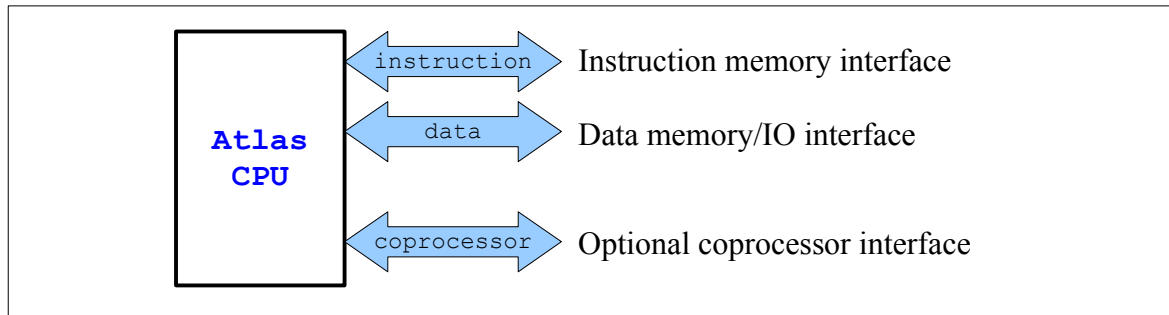 instruction
Instruction memory interface
Atlas
CPU
data
Data memory/IO interface
coprocessor
Optional coprocessor interface